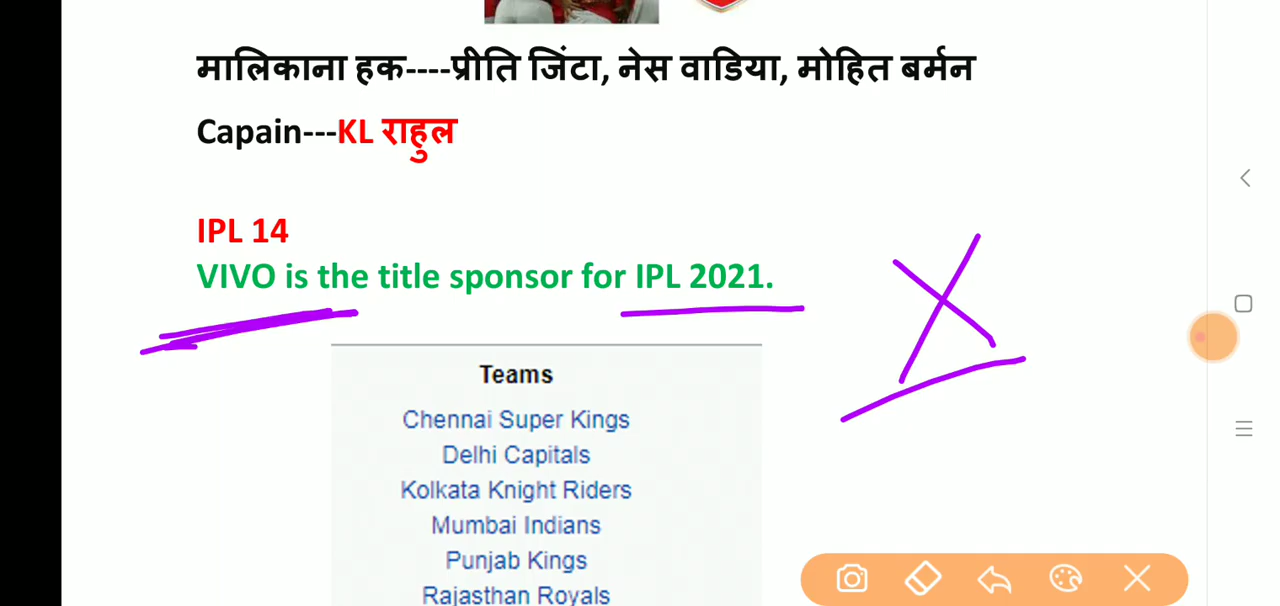 मालिकाना हक----प्रीति जिंटा, नेस वाडिया, मोहित बर्मन
Capain---KL राहुल
IPL 14
VIVO is the title sponsor for IPL 2021.
X
Teams
Chennai Super Kings
Delhi Capitals
Kolkata Knight Riders
Mumbai Indians
Punjab Kings
Rajasthan Royals